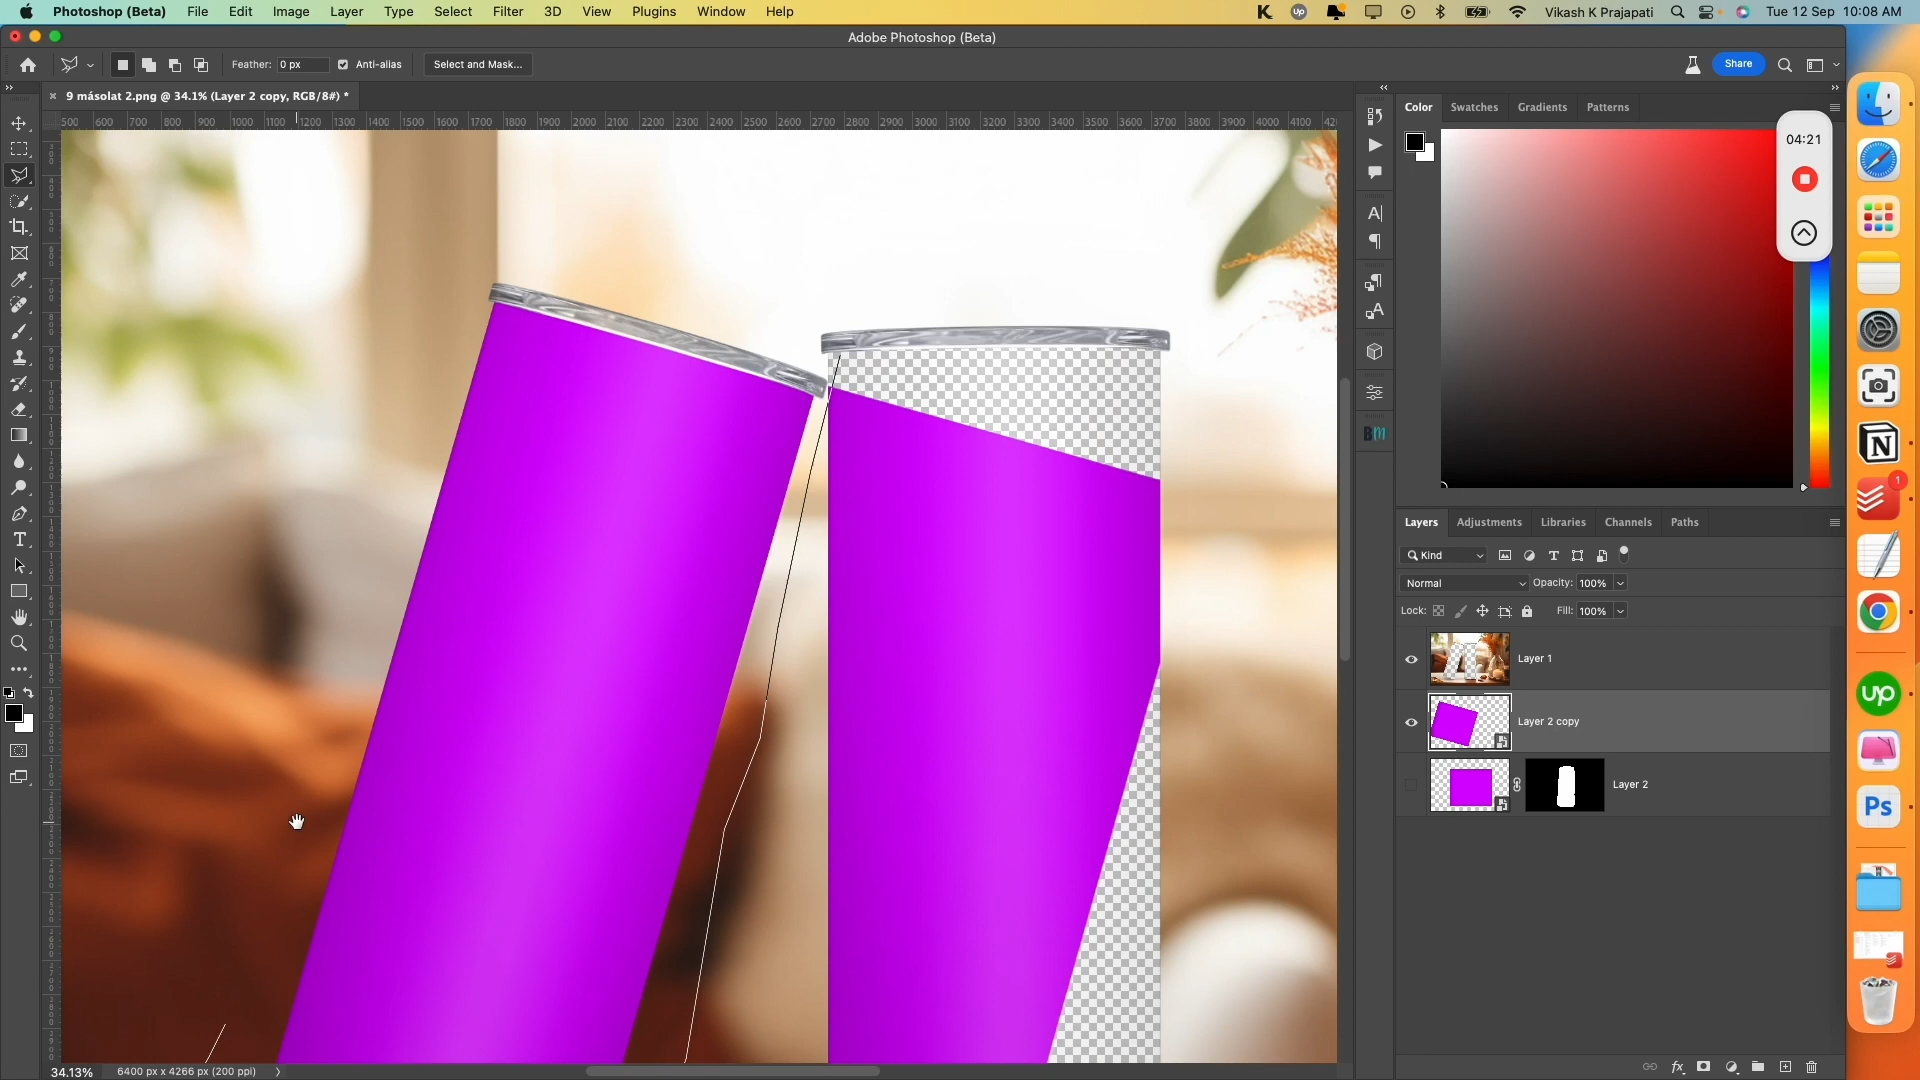 Photoshop (Beta) File Edit Image Layer Type Select Filter 3D View Plugins Window Help
Up Vikash K Prajapati Tue 12 Sep 10:08 AM
Adobe Photoshop (Beta)
Feather: 0 px Anti-alias Select and Mask... Share
9 másolat 2.png @ 34.1% (Layer 2 copy, RGB/8#) *
500 600 700 800 900 1000 1100 1200 1300 1400 1500 1600 1700 1800 1900 2000 2100 2200 2300 2400 2500 2600 2700 2800 2900 3000 3100 3200 3300 3400 3500 3600 3700 3800 3900 4000 4100
Color Swatches Gradients Patterns
04:21
BM
Layers Adjustments Libraries Channels Paths
Kind
Normal Opacity: 100%
Lock: Fill: 100%
Layer 1
Layer 2 copy
Layer 2
1
up
Ps
34.13% 6400 px x 4266 px (200 ppi)
fx